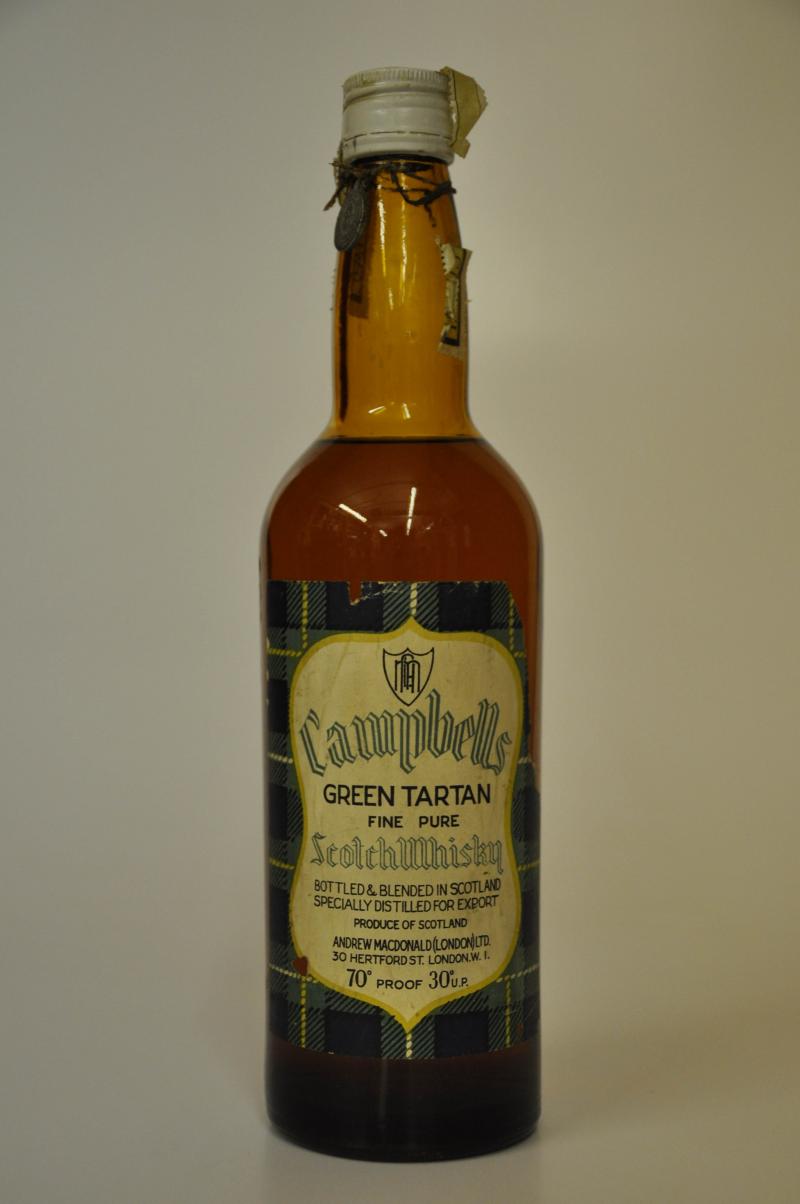 Campbells
GREEN TARTAN
FINE PURE
Scotch Whisky
BOTTLED & BLENDED IN SCOTLAND
SPECIALLY DISTILLED FOR EXPORT
PRODUCE OF SCOTLAND
ANDREW MACDONALD (LONDON) LTD.
30 HERTFORD ST. LONDON. W. I.
70° PROOF 30° U.P.